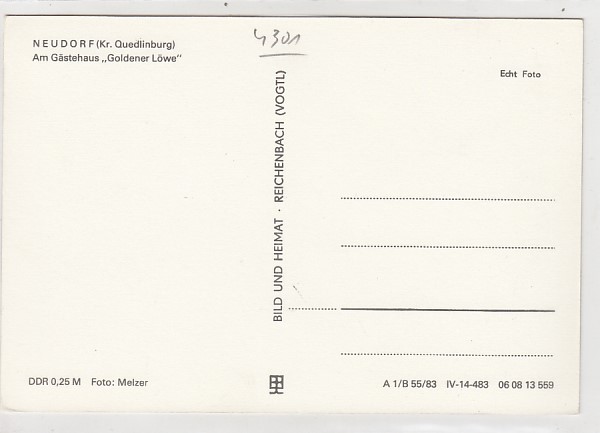 NEUDORF (Kr. Quedlinburg)
Am Gästehaus „Goldener Löwe"
4301
Echt Foto
BILD UND HEIMAT · REICHENBACH (VOGTL)
DDR 0,25 M Foto: Melzer
A 1/B 55/83 IV-14-483 06 08 13 559